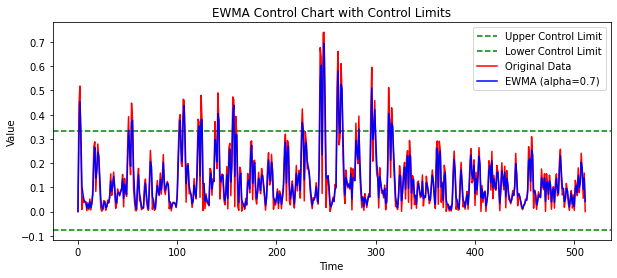 EWMA Control Chart with Control Limits
Upper Control Limit
Lower Control Limit
Original Data
EWMA (alpha=0.7)
Value
0.7
0.6
0.5
0.4
0.3
0.2
0.1
0.0
−0.1
0
100
200
300
400
500
Time